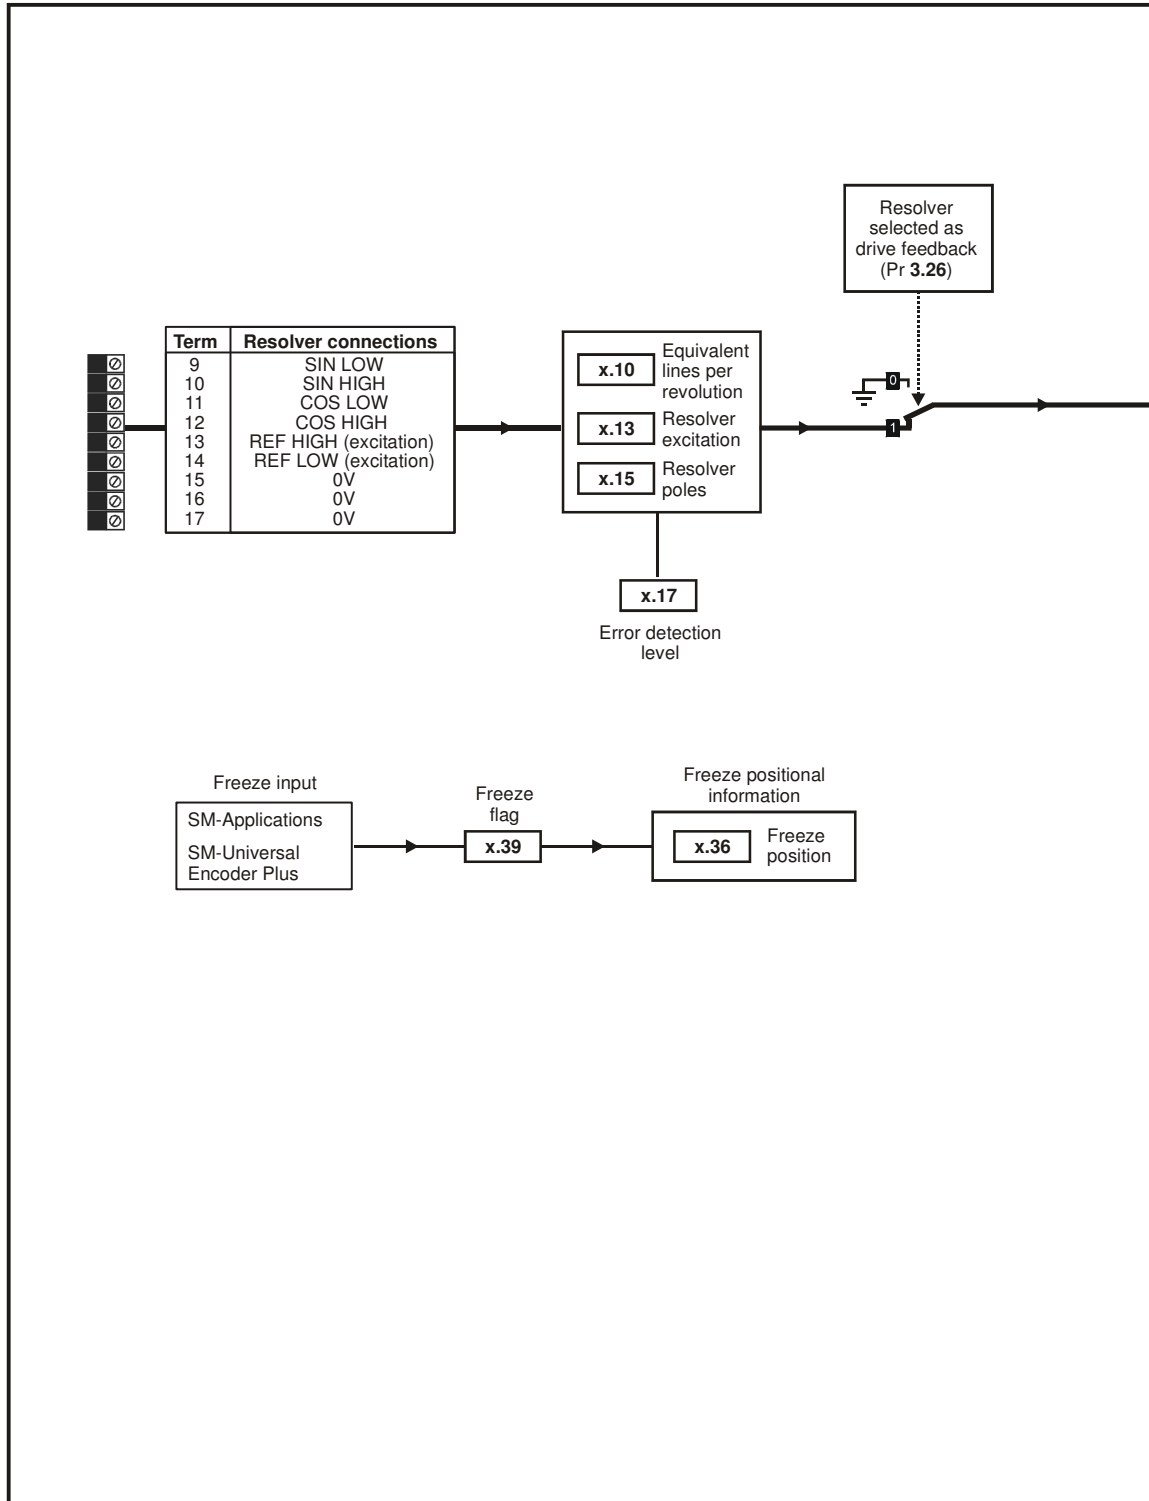 Resolver
selected as
drive feedback
(Pr 3.26)
Term Resolver connections
9 SIN LOW
10 SIN HIGH
11 COS LOW
12 COS HIGH
13 REF HIGH (excitation)
14 REF LOW (excitation)
15 0V
16 0V
17 0V
x.10 Equivalent
lines per
revolution
x.13 Resolver
excitation
x.15 Resolver
poles
0
1
x.17
Error detection
level
Freeze input
SM-Applications
SM-Universal
Encoder Plus
Freeze
flag
x.39
Freeze positional
information
x.36 Freeze
position